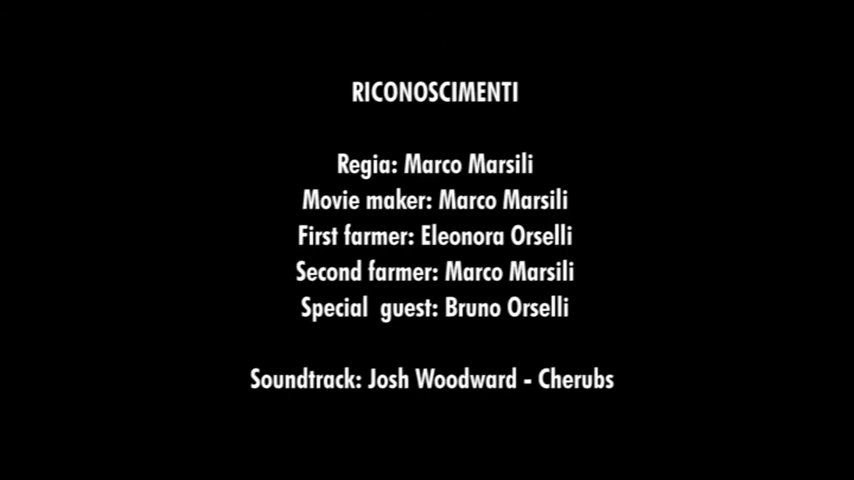 RICONOSCIMENTI
Regia: Marco Marsili
Movie maker: Marco Marsili
First farmer: Eleonora Orselli
Second farmer: Marco Marsili
Special  guest: Bruno Orselli
Soundtrack: Josh Woodward - Cherubs